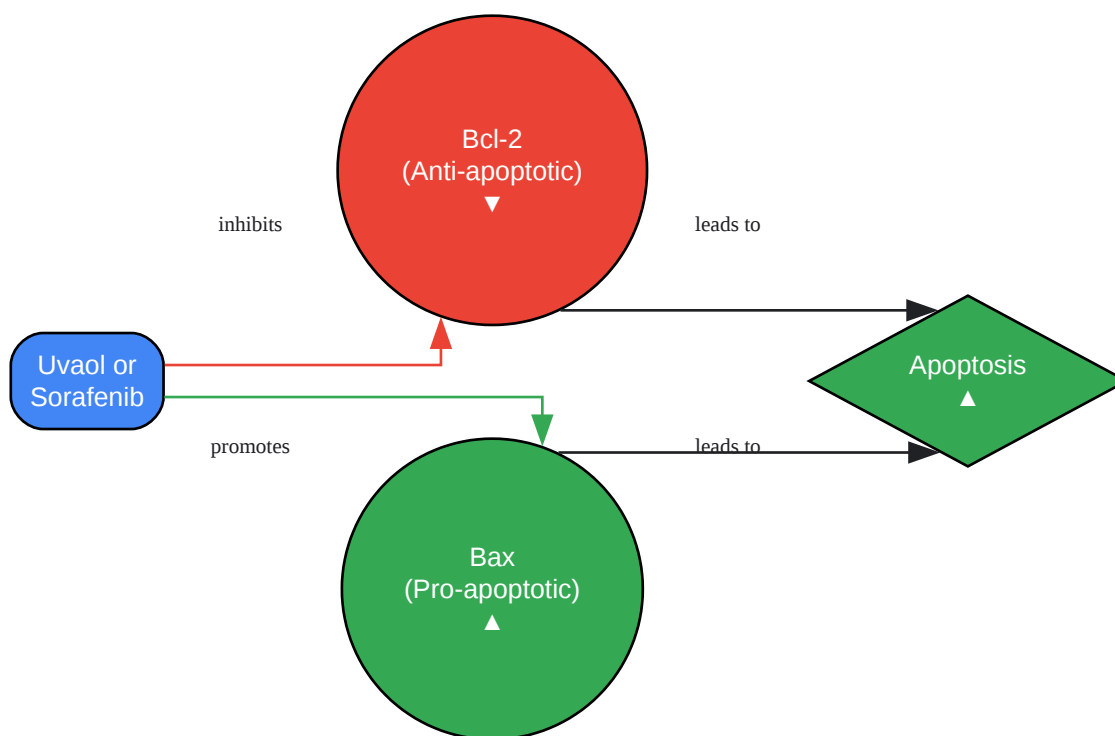 Bcl-2
(Anti-apoptotic)
▼
inhibits
leads to
Uvaol or
Sorafenib
Apoptosis
▲
promotes
leads to
Bax
(Pro-apoptotic)
▲